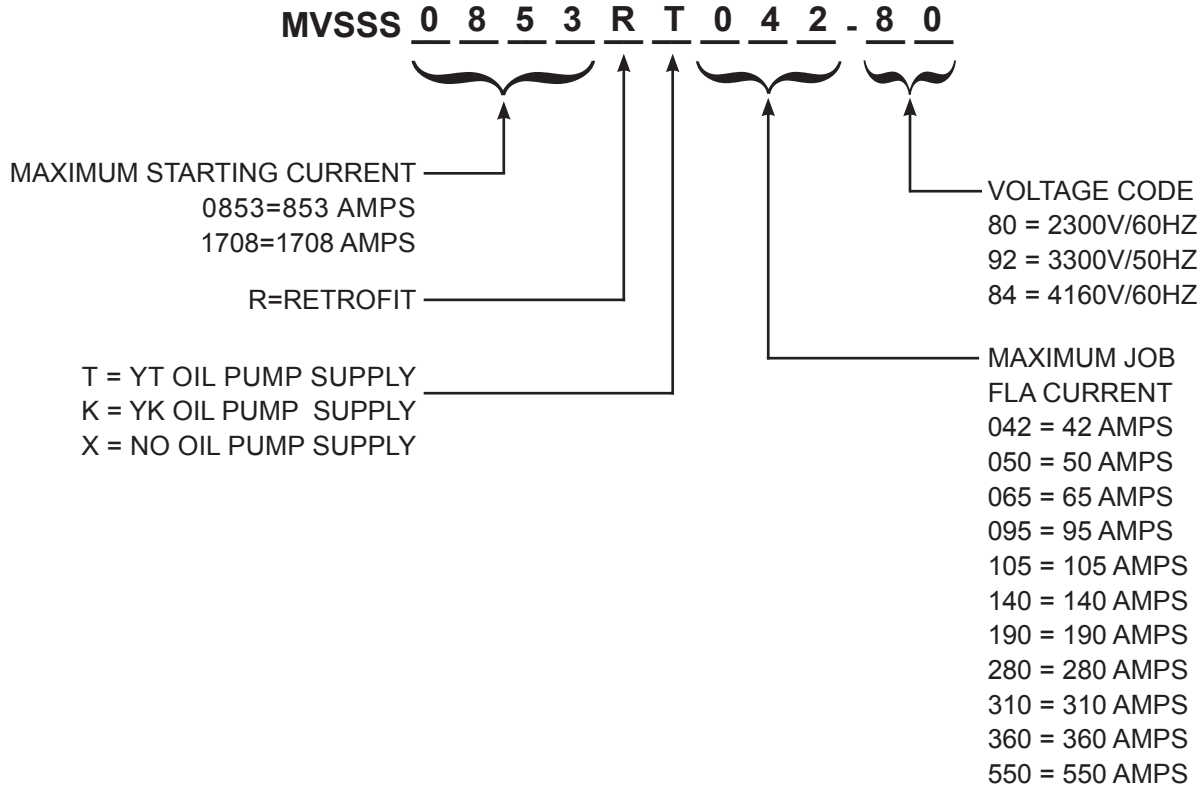 MVSSS 0 8 5 3 R T 0 4 2 - 8 0
MAXIMUM STARTING CURRENT
0853=853 AMPS
1708=1708 AMPS
R=RETROFIT
T = YT OIL PUMP SUPPLY
K = YK OIL PUMP SUPPLY
X = NO OIL PUMP SUPPLY
VOLTAGE CODE
80 = 2300V/60HZ
92 = 3300V/50HZ
84 = 4160V/60HZ
MAXIMUM JOB
FLA CURRENT
042 = 42 AMPS
050 = 50 AMPS
065 = 65 AMPS
095 = 95 AMPS
105 = 105 AMPS
140 = 140 AMPS
190 = 190 AMPS
280 = 280 AMPS
310 = 310 AMPS
360 = 360 AMPS
550 = 550 AMPS